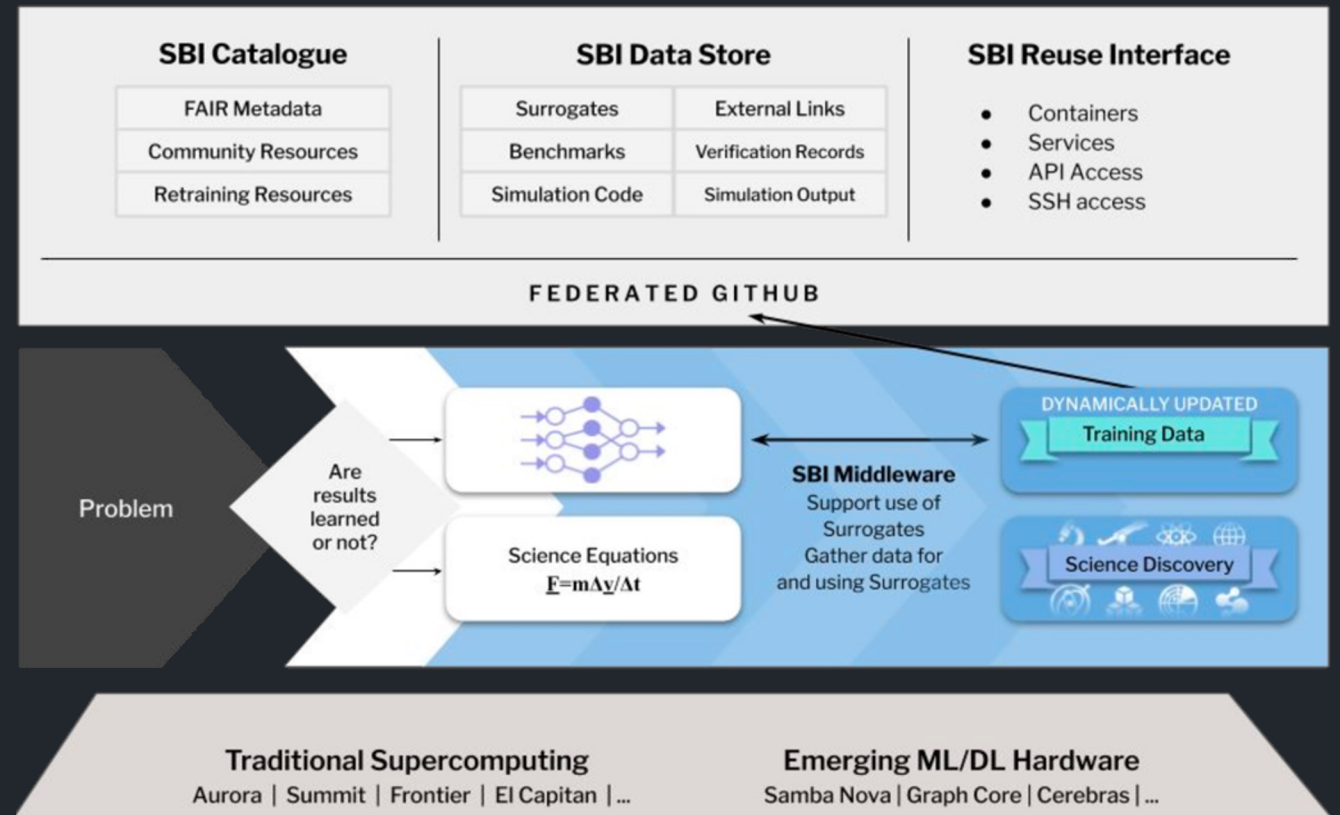 SBI Catalogue
FAIR Metadata
Community Resources
Retraining Resources
SBI Data Store
Surrogates
External Links
Benchmarks
Verification Records
Simulation Code
Simulation Output
SBI Reuse Interface
Containers
Services
API Access
SSH access
FEDERATED GITHUB
Problem
Are
results
learned
or not?
Science Equations
F=mΔv/Δt
SBI Middleware
Support use of
Surrogates
Gather data for
and using Surrogates
DYNAMICALLY UPDATED
Training Data
Science Discovery
Traditional Supercomputing
Aurora | Summit | Frontier | El Capitan | ...
Emerging ML/DL Hardware
Samba Nova | Graph Core | Cerebras | ...